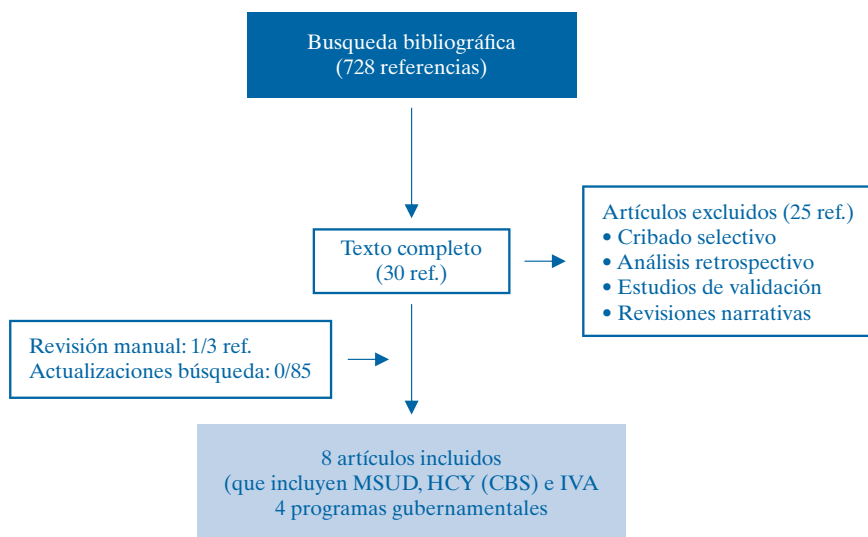 Busqueda bibliográfica
(728 referencias)
Texto completo
(30 ref.)
Artículos excluidos (25 ref.)
• Cribado selectivo
• Análisis retrospectivo
• Estudios de validación
• Revisiones narrativas
Revisión manual: 1/3 ref.
Actualizaciones búsqueda: 0/85
8 artículos incluidos
(que incluyen MSUD, HCY (CBS) e IVA
4 programas gubernamentales